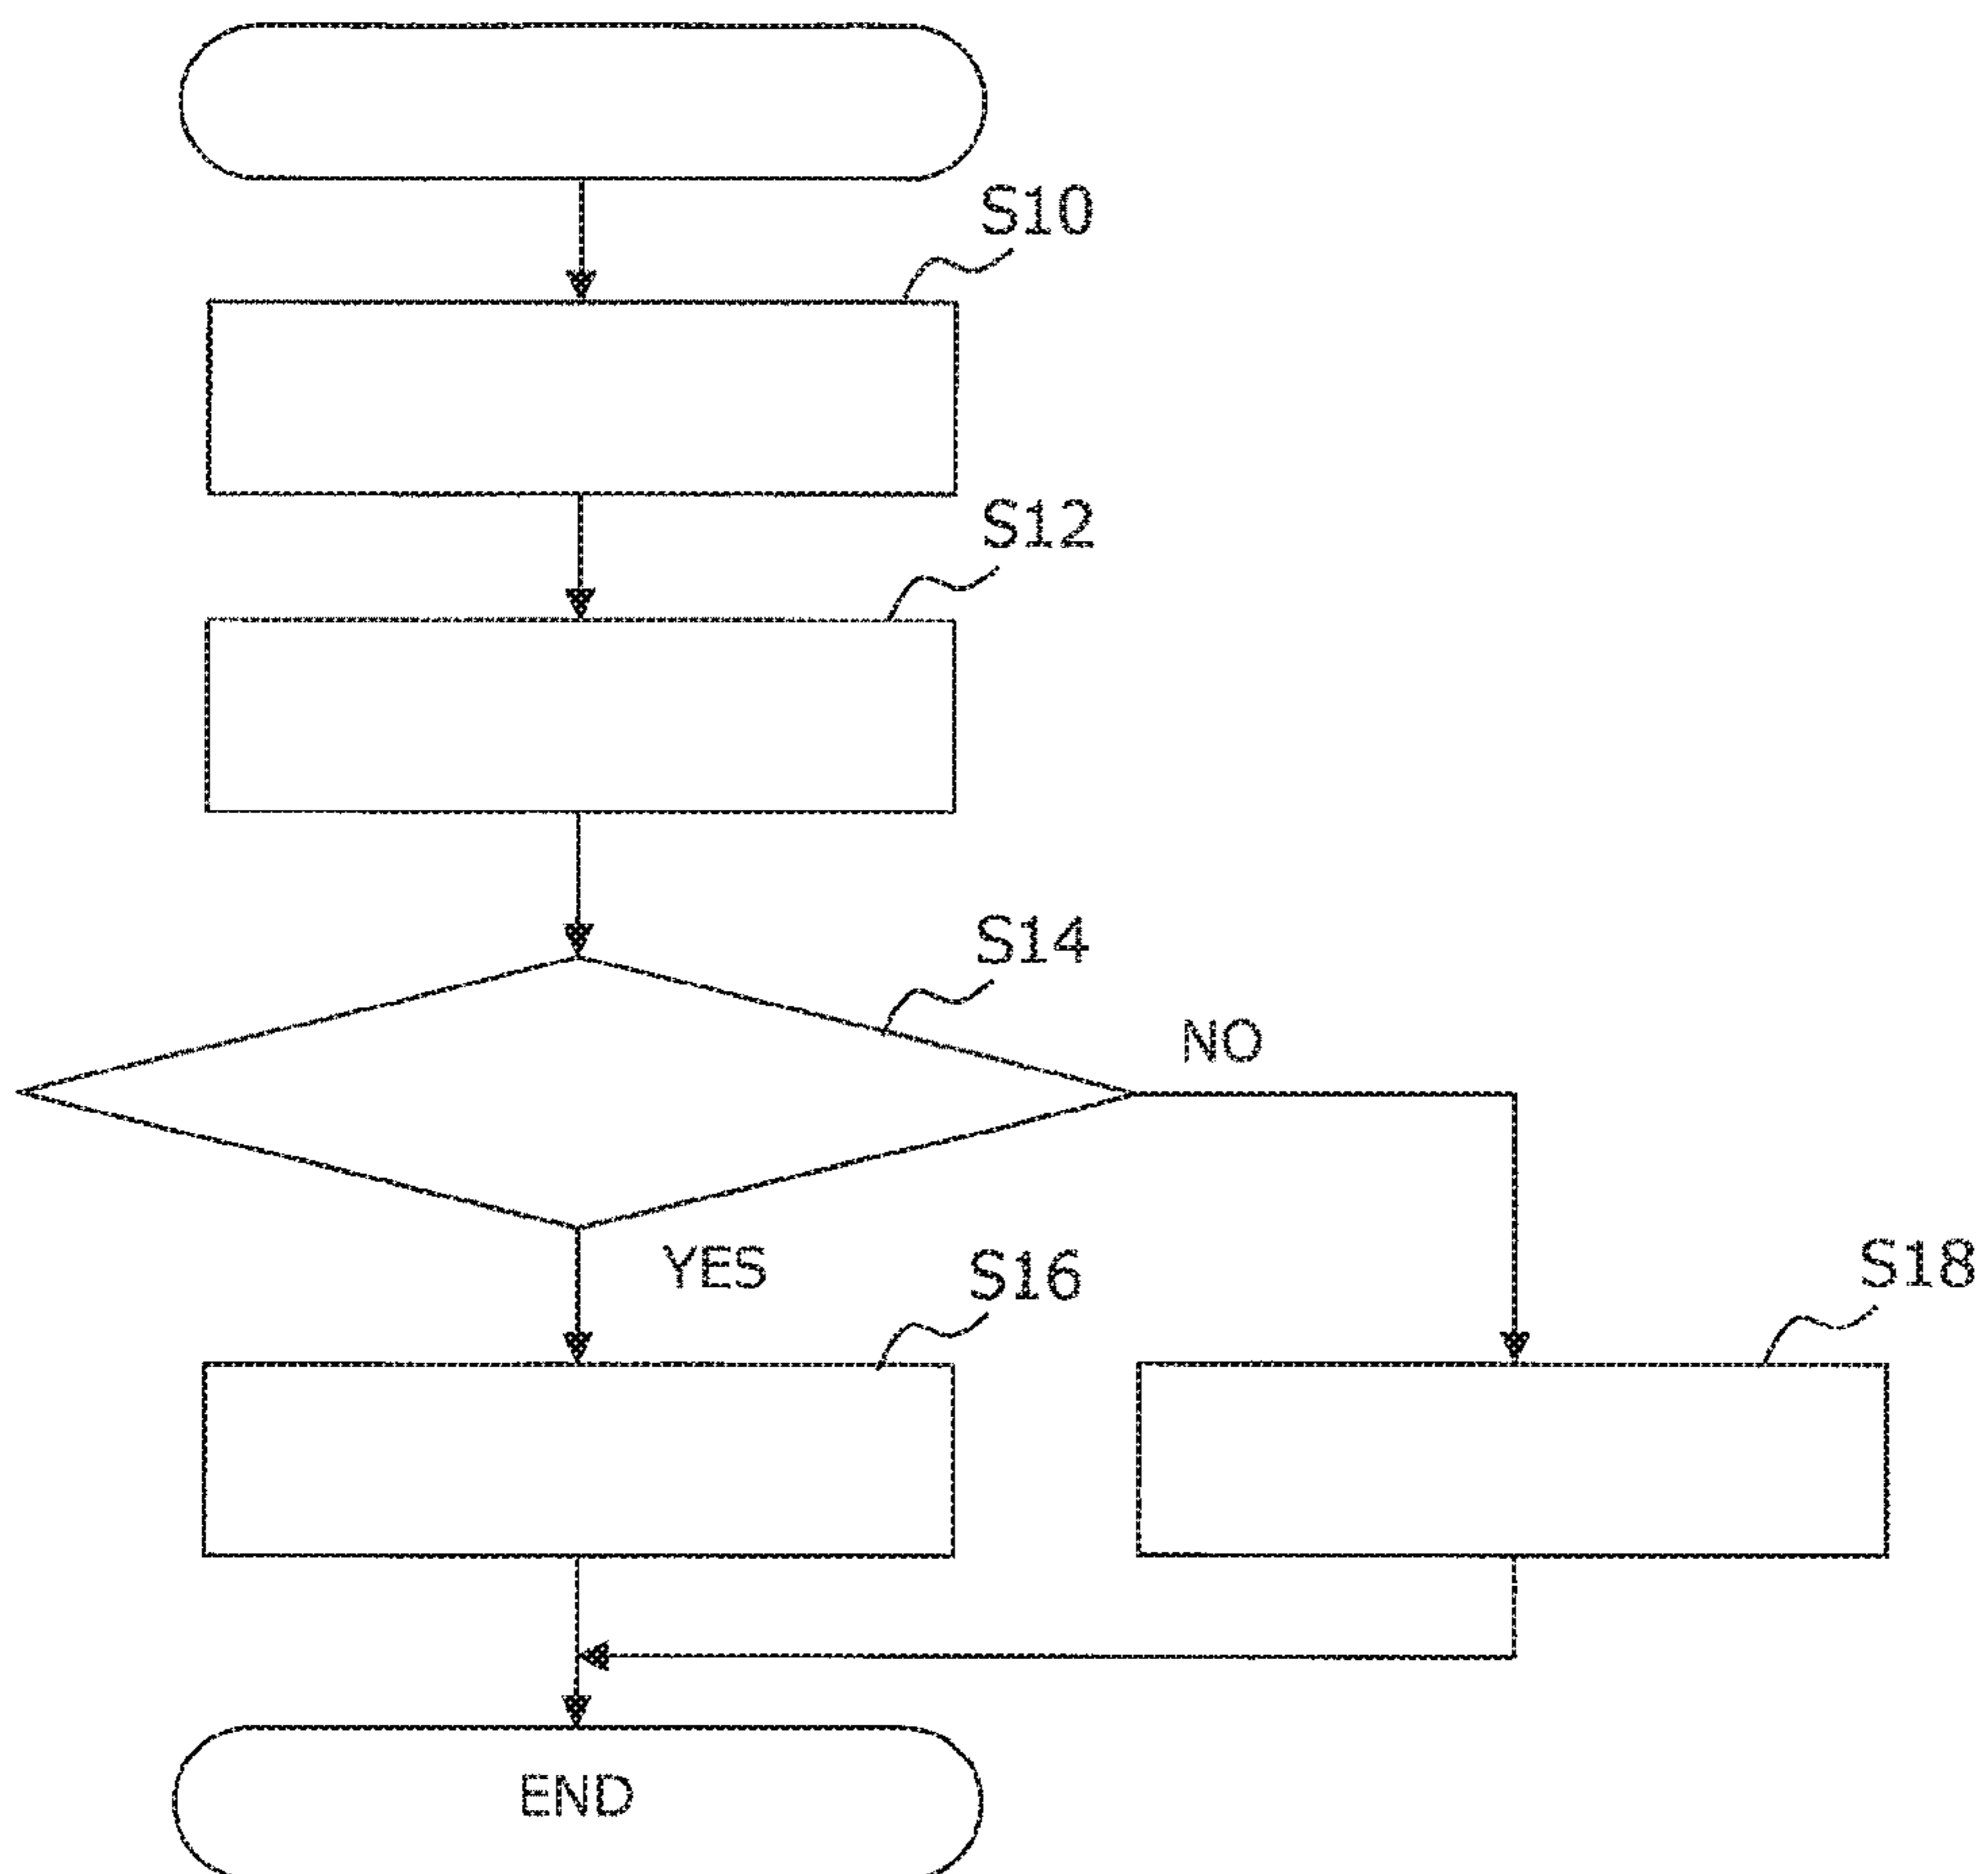 S10
S12
S14
NO
YES
S16
S18
END